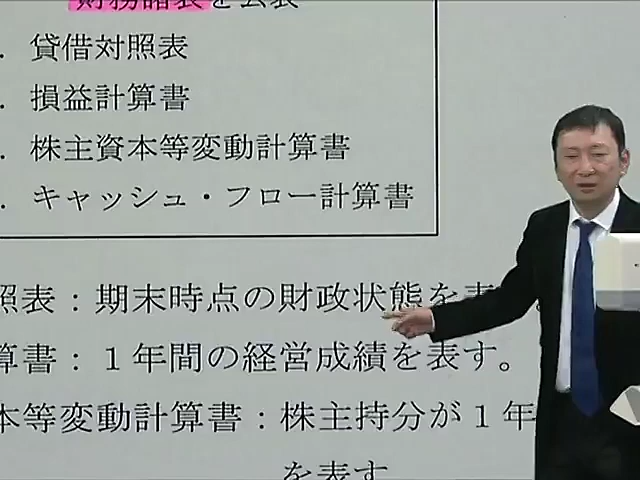 財務諸表を公表
. 貸借対照表
. 損益計算書
. 株主資本等変動計算書
. キャッシュ・フロー計算書
照表：期末時点の財政状態を表
算書：１年間の経営成績を表す。
本等変動計算書：株主持分が１年
を表す